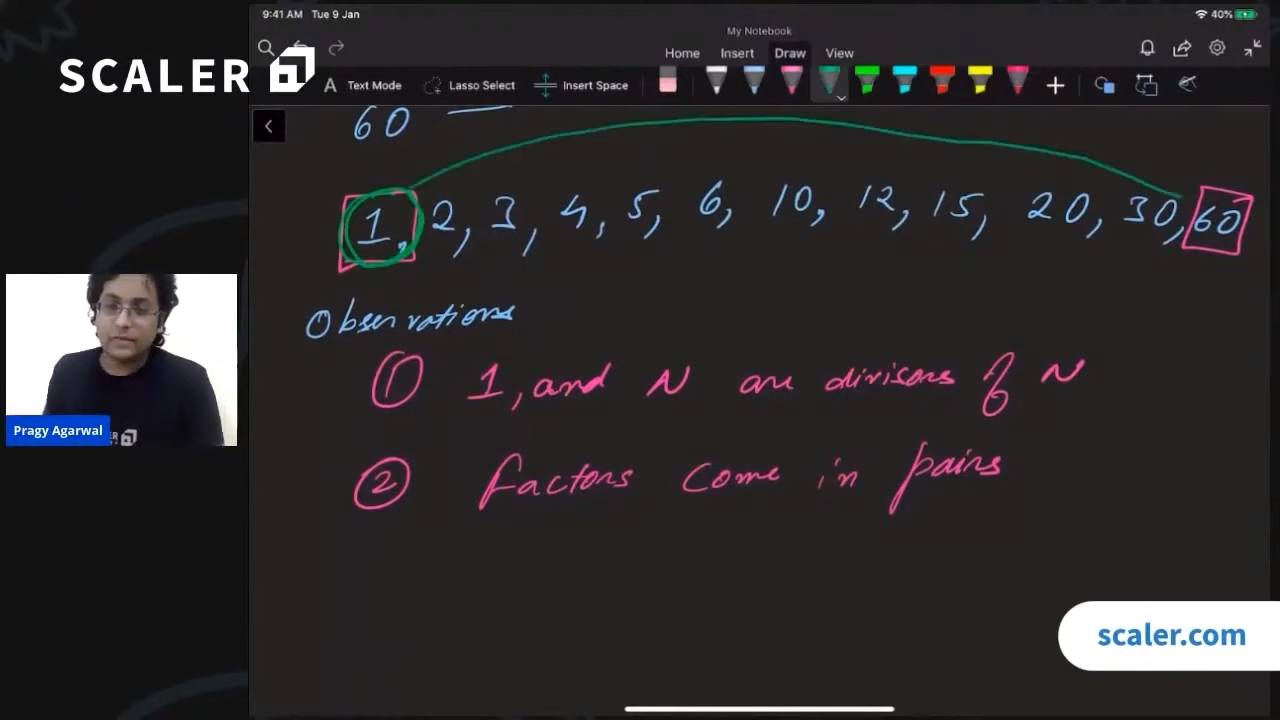 9:41 AM Tue 9 Jan
40%
My Notebook
Home Insert Draw View
SCALER
Text Mode Lasso Select Insert Space
60
1, 2, 3, 4, 5, 6, 10, 12, 15, 20, 30, 60
Observations
① 1, and N are divisors of N
② factors come in pairs
Pragy Agarwal
scaler.com